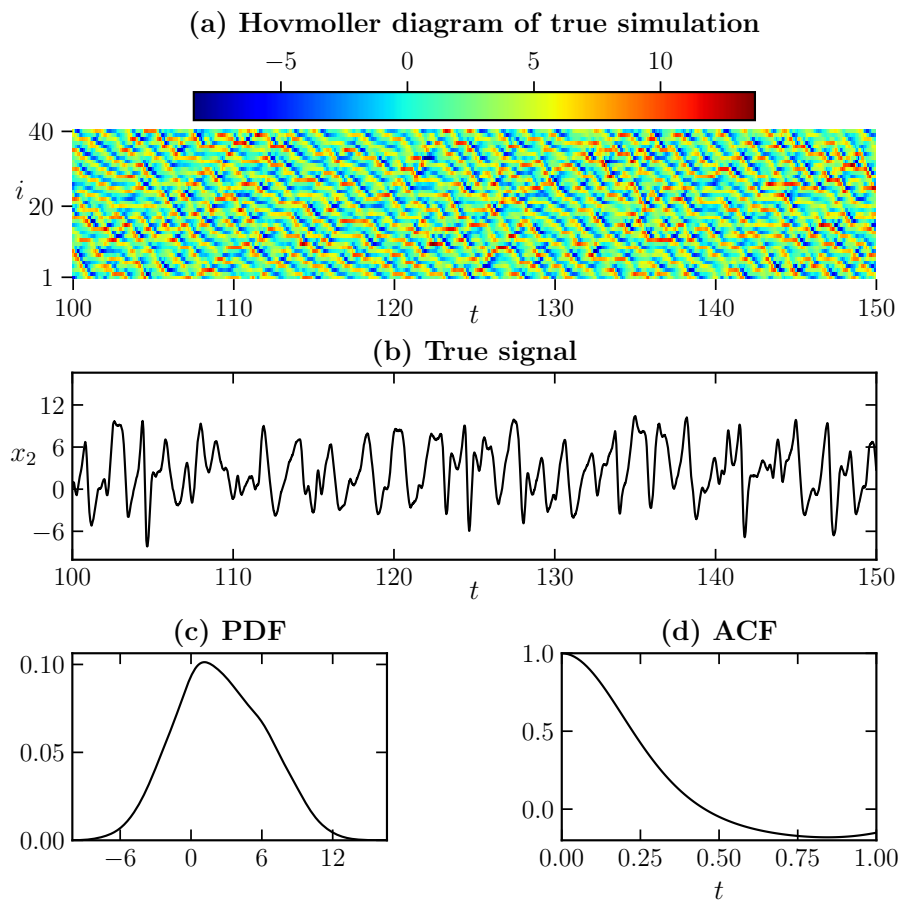 (a) Hovmoller diagram of true simulation
−5 0 5 10
40
i
20
1
100 110 120 130 140 150
t
(b) True signal
12
6
x₂
0
−6
100 110 120 130 140 150
t
(c) PDF
0.10
0.05
0.00
−6 0 6 12
(d) ACF
1.0
0.5
0.0
0.00 0.25 0.50 0.75 1.00
t